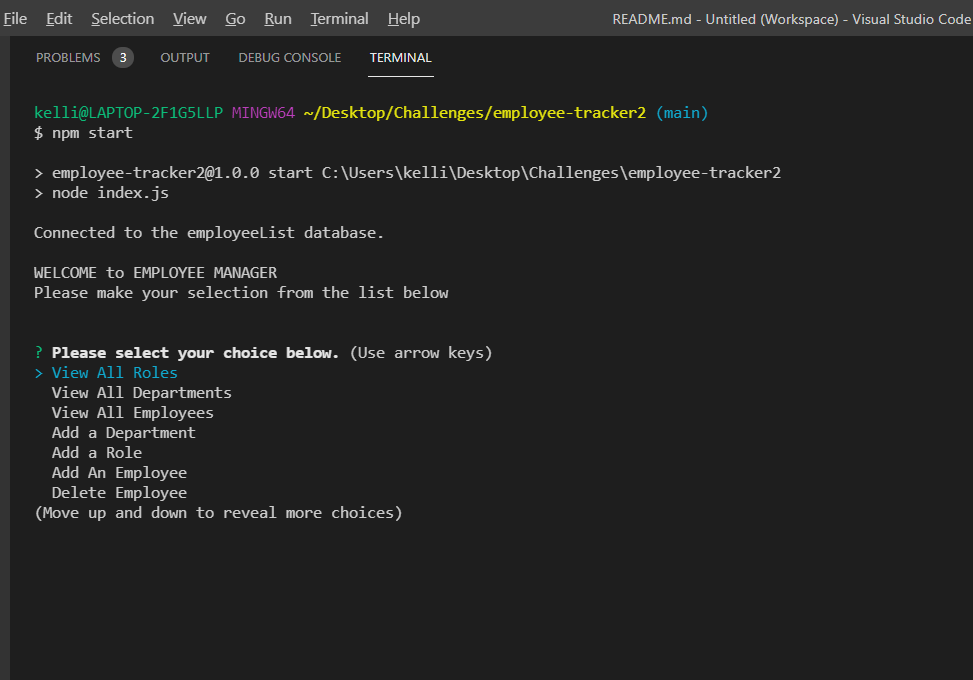 File Edit Selection View Go Run Terminal Help README.md - Untitled (Workspace) - Visual Studio Code
PROBLEMS 3 OUTPUT DEBUG CONSOLE TERMINAL
kelli@LAPTOP-2F1G5LLP MINGW64 ~/Desktop/Challenges/employee-tracker2 (main)
$ npm start
> employee-tracker2@1.0.0 start C:\Users\kelli\Desktop\Challenges\employee-tracker2
> node index.js
Connected to the employeeList database.
WELCOME to EMPLOYEE MANAGER
Please make your selection from the list below
? Please select your choice below. (Use arrow keys)
> View All Roles
View All Departments
View All Employees
Add a Department
Add a Role
Add An Employee
Delete Employee
(Move up and down to reveal more choices)